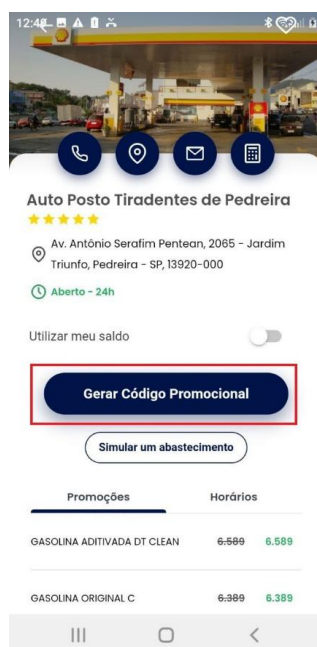 12:47
Auto Posto Tiradentes de Pedreira
Av. Antônio Serafim Pentean, 2065 - Jardim
Triunfo, Pedreira - SP, 13920-000
Aberto - 24h
Utilizar meu saldo
Gerar Código Promocional
Simular um abastecimento
Promoções Horários
GASOLINA ADITIVADA DT CLEAN 6.589 6.589
GASOLINA ORIGINAL C 6.389 6.389